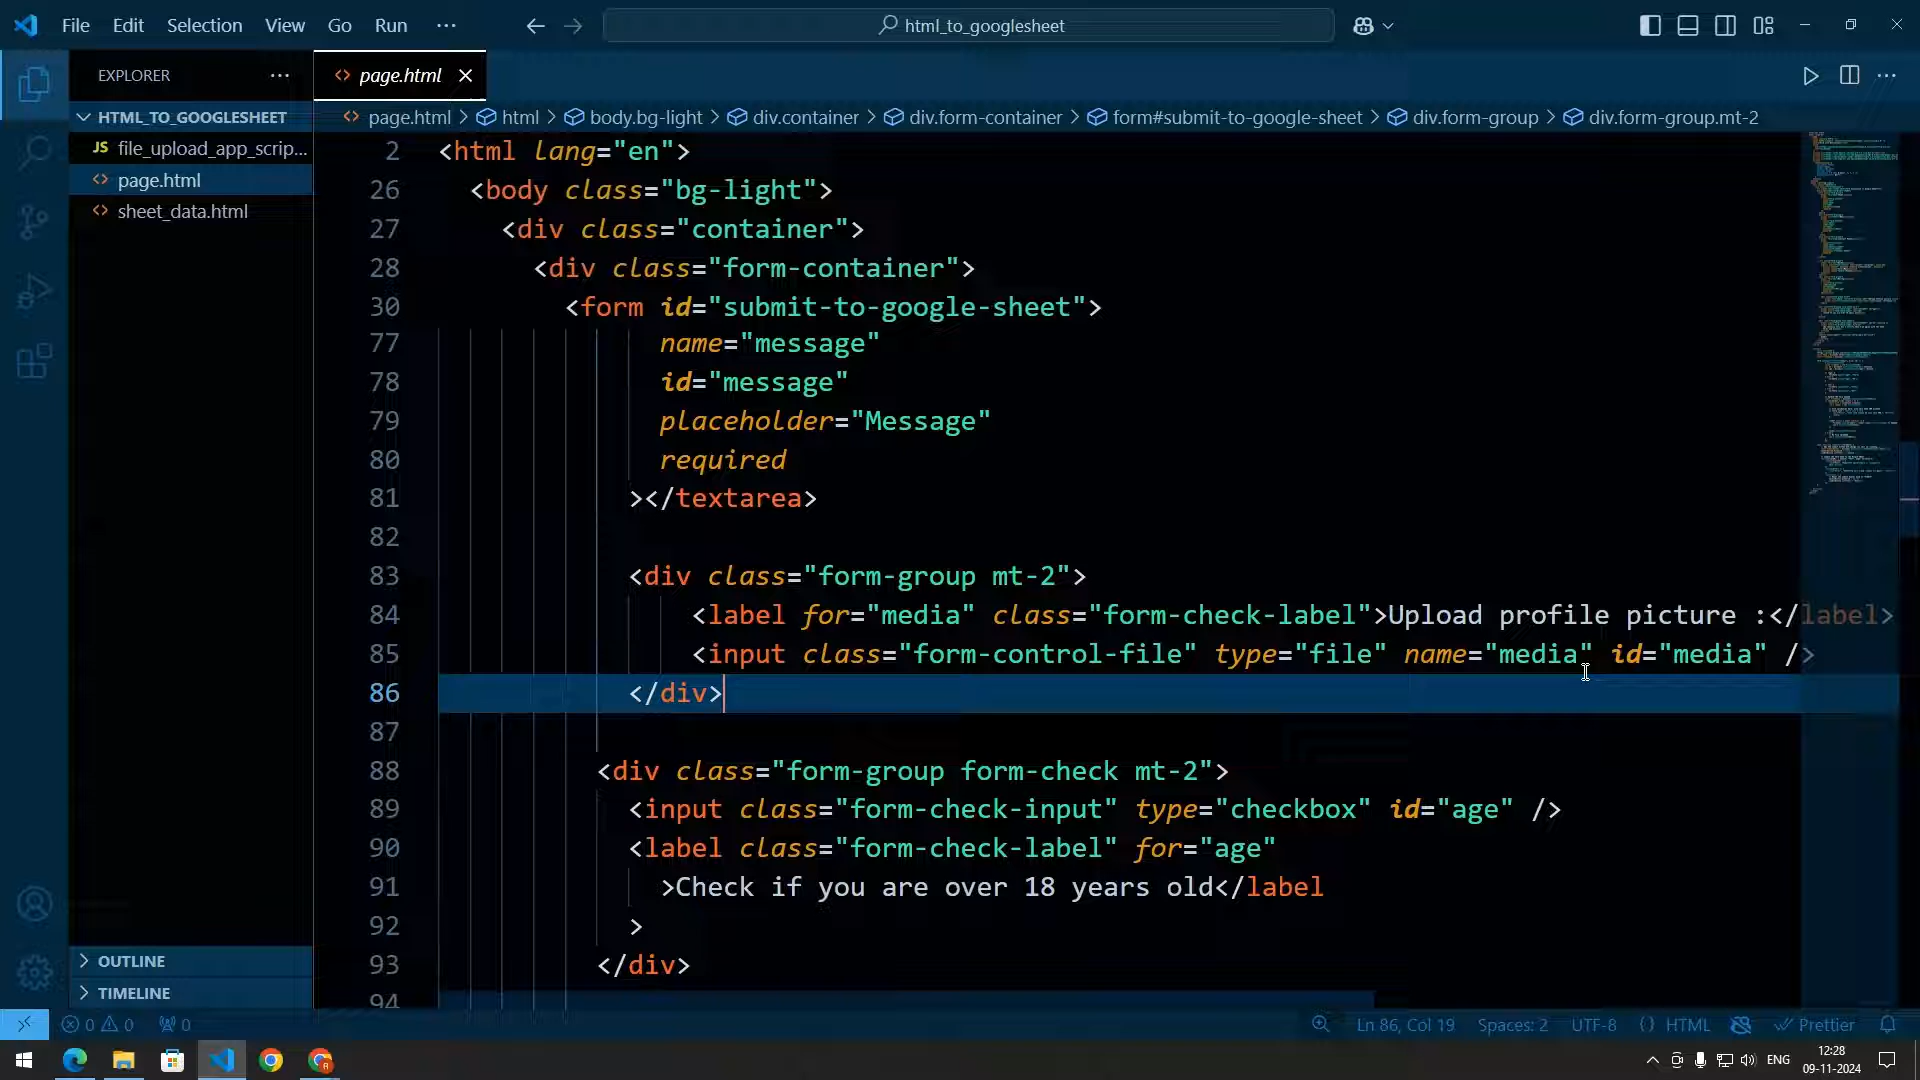 File Edit Selection View Go Run ··· html_to_googlesheet
EXPLORER ··· page.html
HTML_TO_GOOGLESHEET
JS file_upload_app_scrip...
page.html
sheet_data.html
OUTLINE
TIMELINE
page.html > html > body.bg-light > div.container > div.form-container > form#submit-to-google-sheet > div.form-group > div.form-group.mt-2
2 <html lang="en">
26 <body class="bg-light">
27 <div class="container">
28 <div class="form-container">
30 <form id="submit-to-google-sheet">
77 name="message"
78 id="message"
79 placeholder="Message"
80 required
81 ></textarea>
82
83 <div class="form-group mt-2">
84 <label for="media" class="form-check-label">Upload profile picture :</label>
85 <input class="form-control-file" type="file" name="media" id="media" />
86 </div>
87
88 <div class="form-group form-check mt-2">
89 <input class="form-check-input" type="checkbox" id="age" />
90 <label class="form-check-label" for="age"
91 >Check if you are over 18 years old</label
92 >
93 </div>
94
0 0 0 Ln 86, Col 19 Spaces: 2 UTF-8 {} HTML Prettier
ENG 12:28
09-11-2024